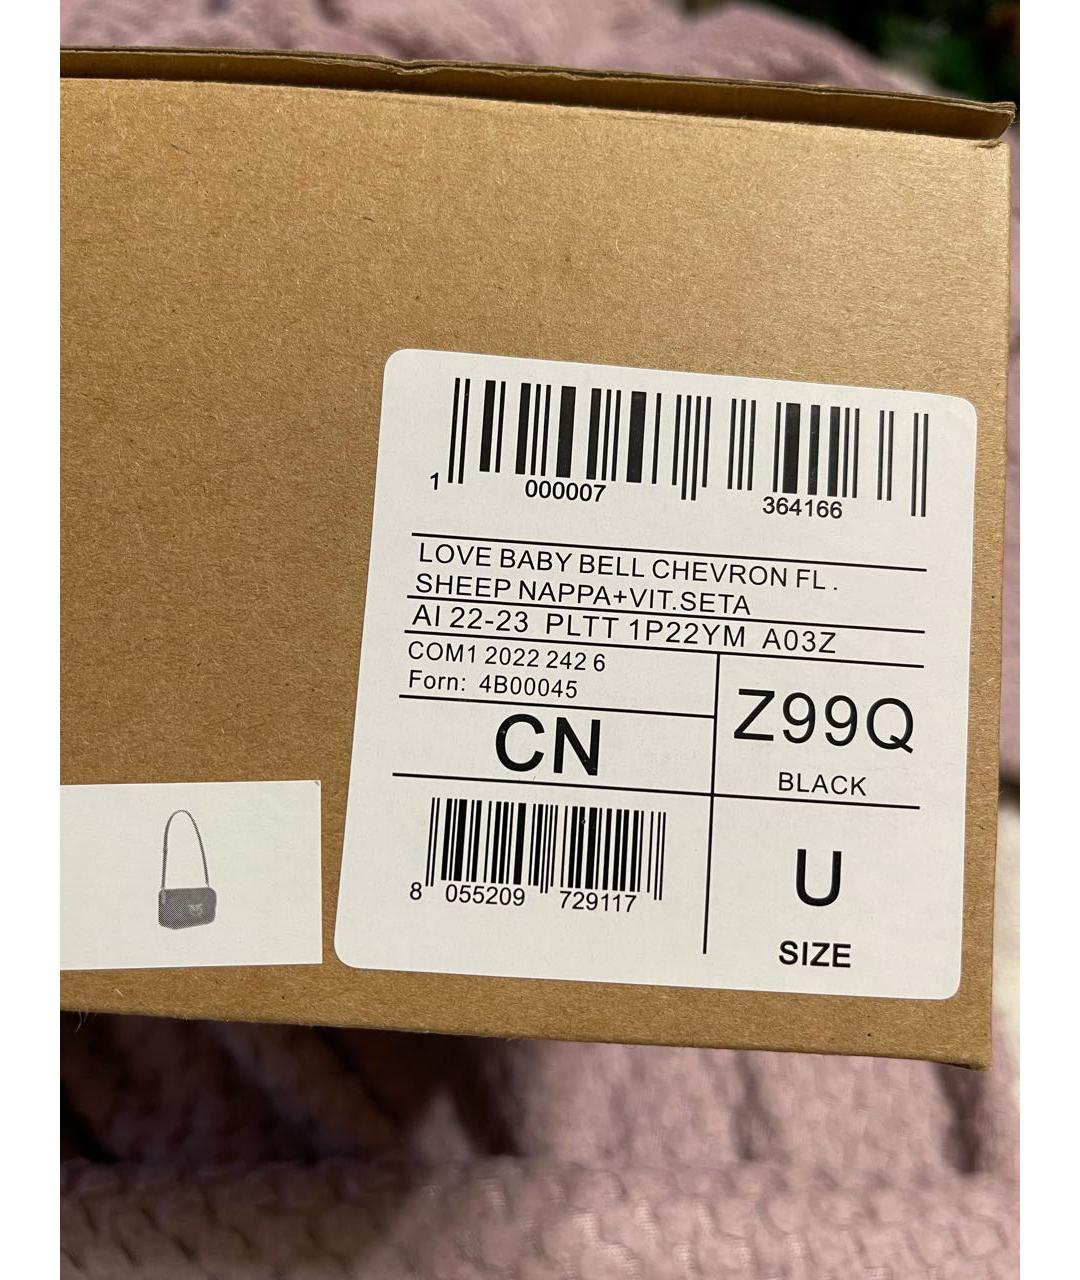 1 000007 364166
LOVE BABY BELL CHEVRON FL .
SHEEP NAPPA+VIT.SETA
AI 22-23 PLTT 1P22YM A03Z
COM1 2022 242 6
Forn: 4B00045
Z99Q
CN
BLACK
8 055209 729117
U
SIZE